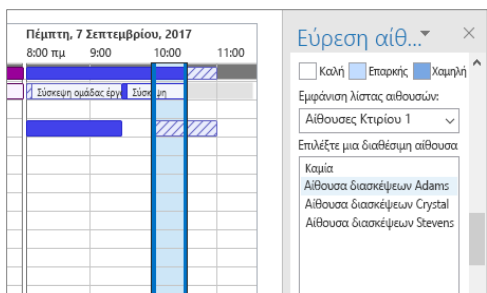 Πέμπτη, 7 Σεπτεμβρίου, 2017
8:00 πμ 9:00 10:00 11:00
Σύσκεψη ομάδας έργ Σύσκεψη
Εύρεση αίθ...
Καλή Επαρκής Χαμηλή
Εμφάνιση λίστας αιθουσών:
Αίθουσες Κτιρίου 1
Επιλέξτε μια διαθέσιμη αίθουσα
Καμία
Αίθουσα διασκέψεων Adams
Αίθουσα διασκέψεων Crystal
Αίθουσα διασκέψεων Stevens